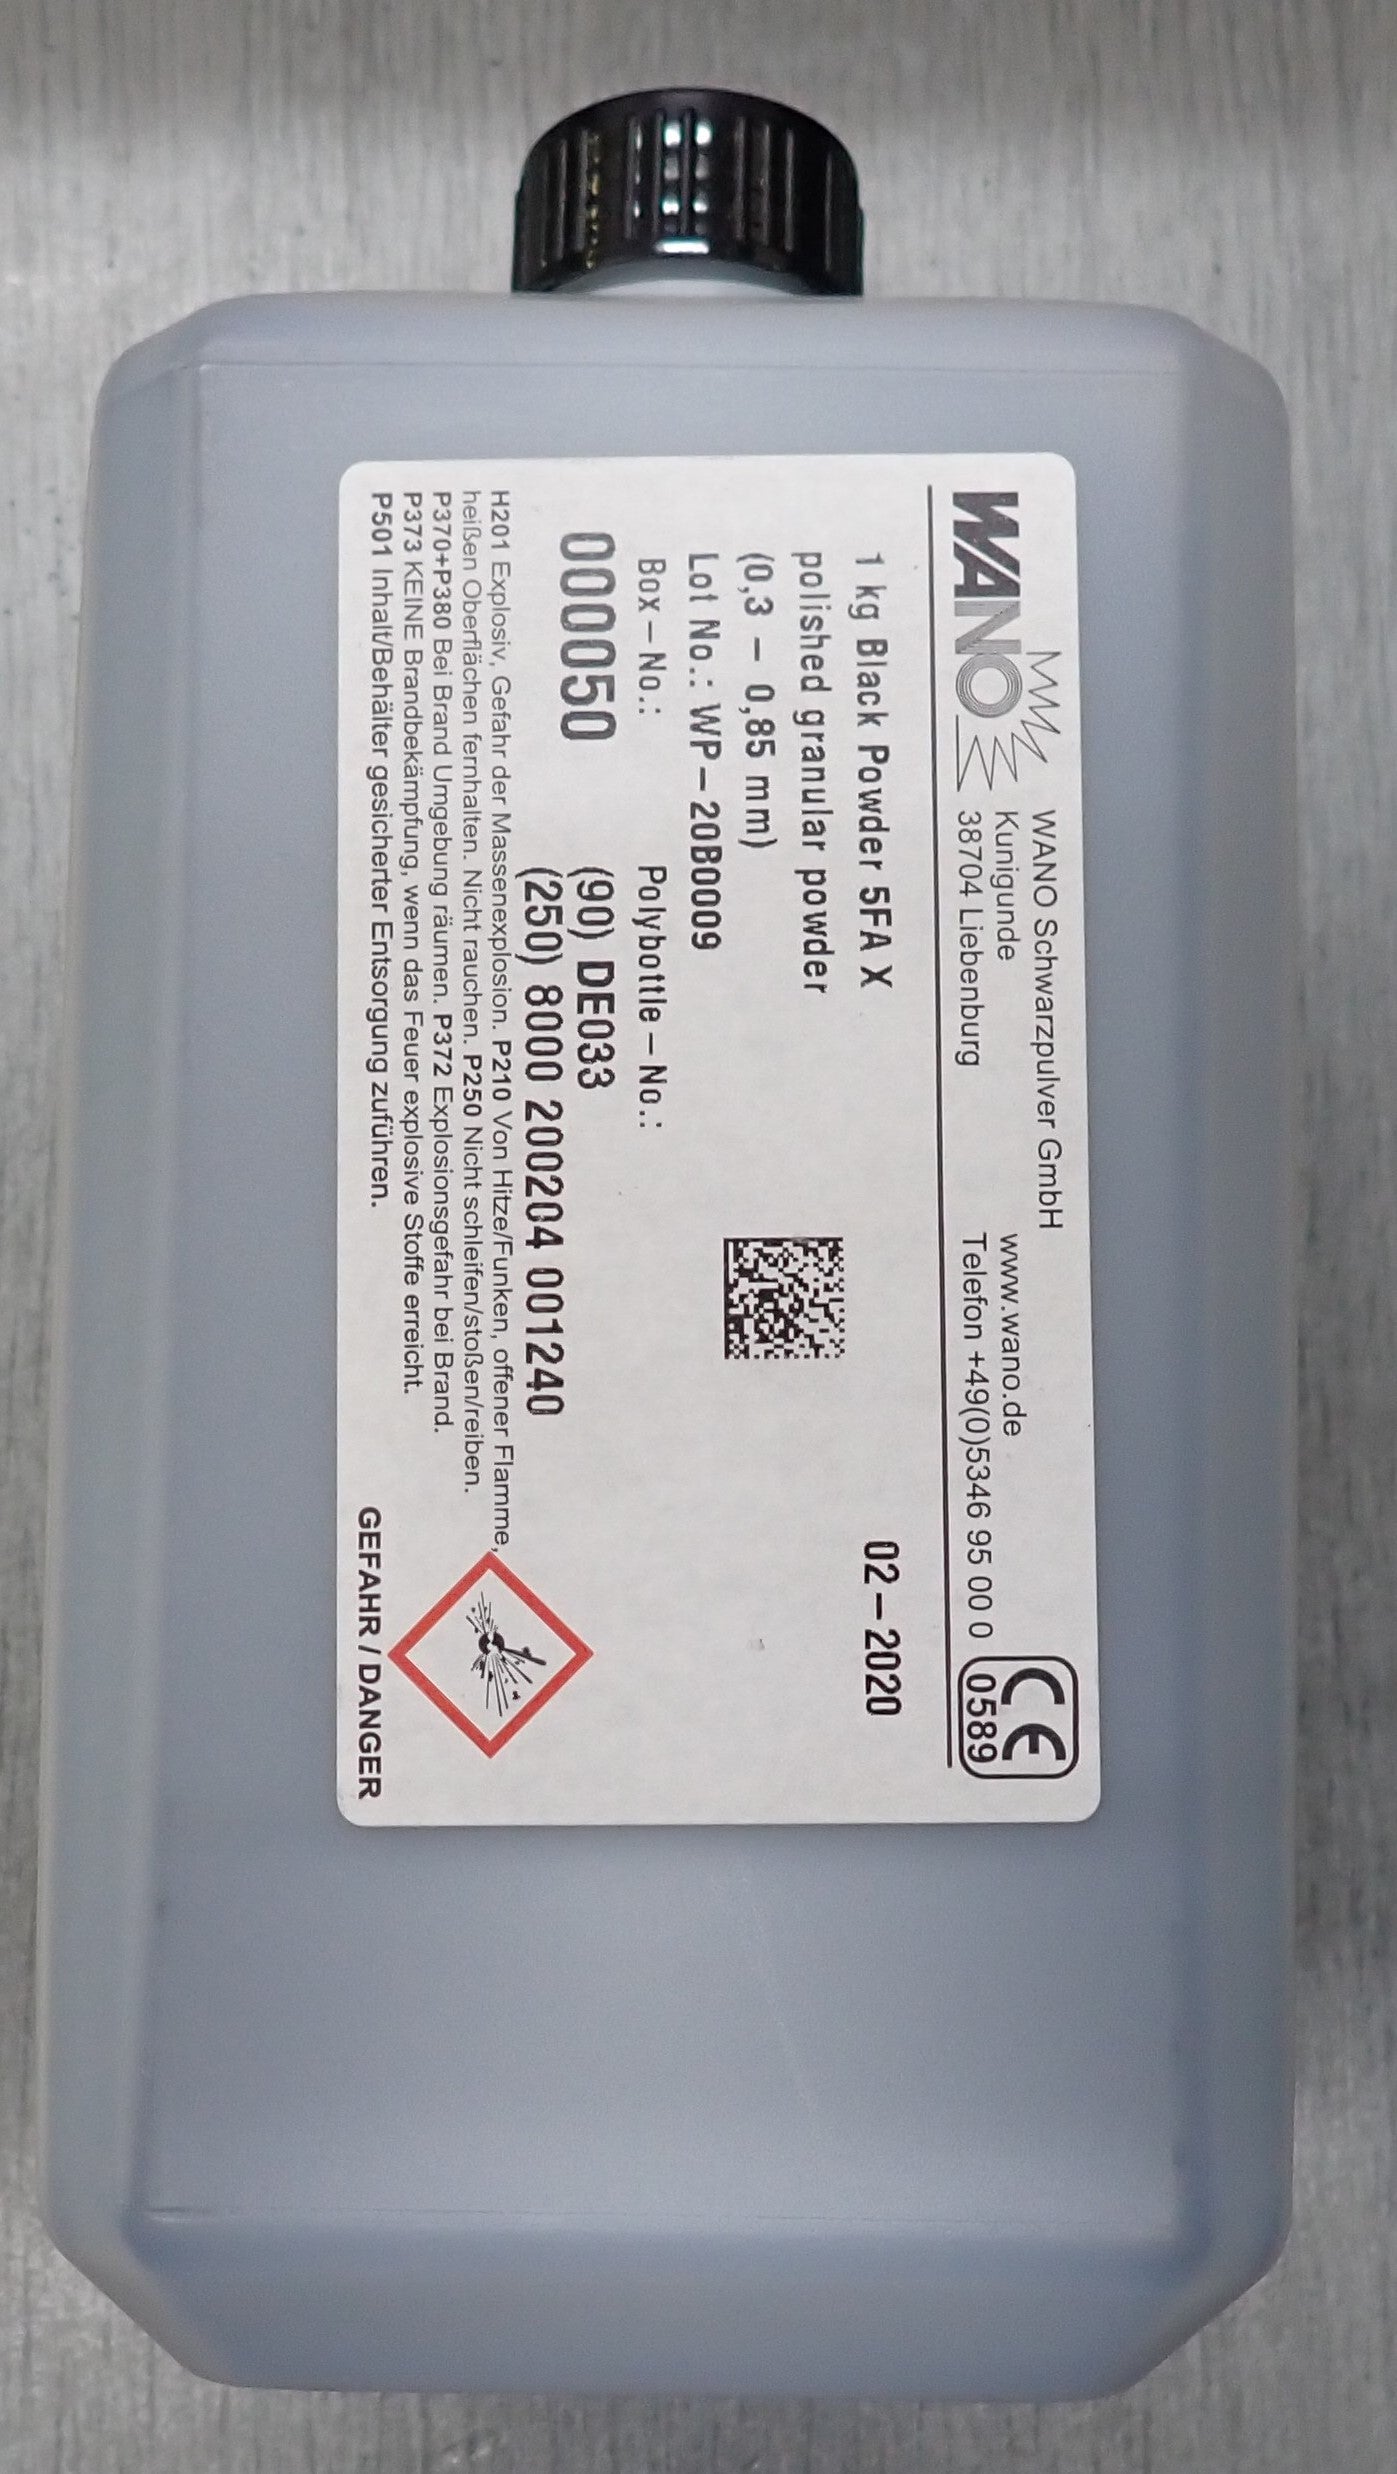 WANO
WANO Schwarzpulver GmbH
Kunigunde
38704 Liebenburg
www.wano.de
Telefon +49(0)5346 95 00 0
CE
0589
1 kg Black Powder 5FA X
02-2020
polished granular powder
(0,3 - 0,85 mm)
Lot No.: WP-20B0009
Box-No.:
Polybottle-No.:
000050
(90) DE033
(250) 8000 200204 001240
H201 Explosiv, Gefahr der Massenexplosion. P210 Von Hitze/Funken, offener Flamme,
heißen Oberflächen fernhalten. Nicht rauchen. P250 Nicht schleifen/stoßen/reiben.
P370+P380 Bei Brand Umgebung räumen. P372 Explosionsgefahr bei Brand.
P373 KEINE Brandbekämpfung, wenn das Feuer explosive Stoffe erreicht.
P501 Inhalt/Behälter gesicherter Entsorgung zuführen.
GEFAHR / DANGER